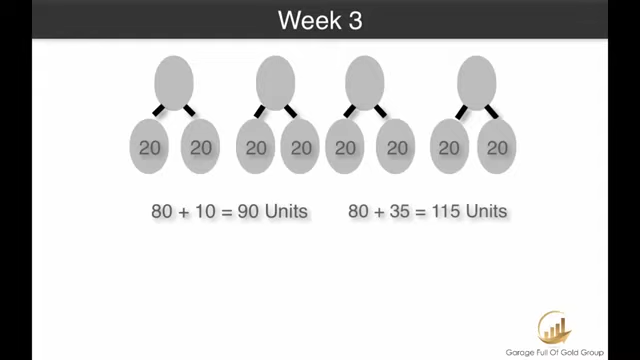 Week 3
20 20 20 20 20 20 20 20
80 + 10 = 90 Units 80 + 35 = 115 Units
Garage Full Of Gold Group